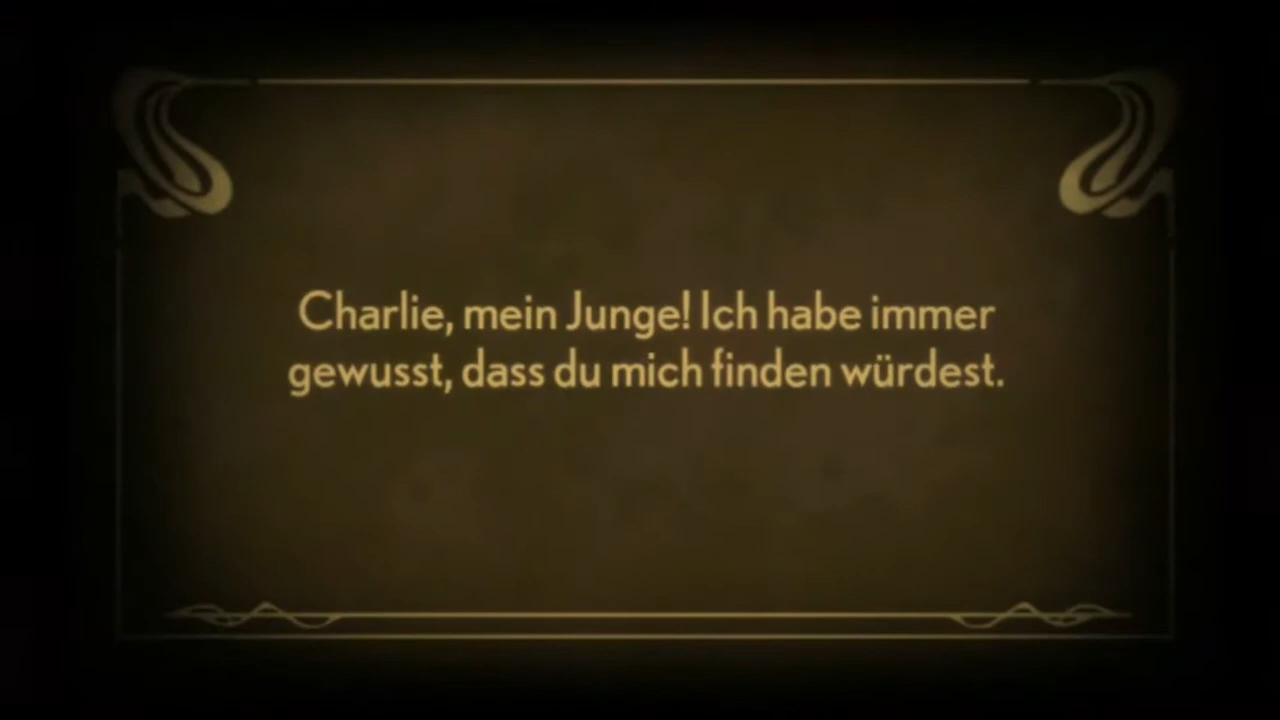 Charlie, mein Junge! Ich habe immer
gewusst, dass du mich finden würdest.